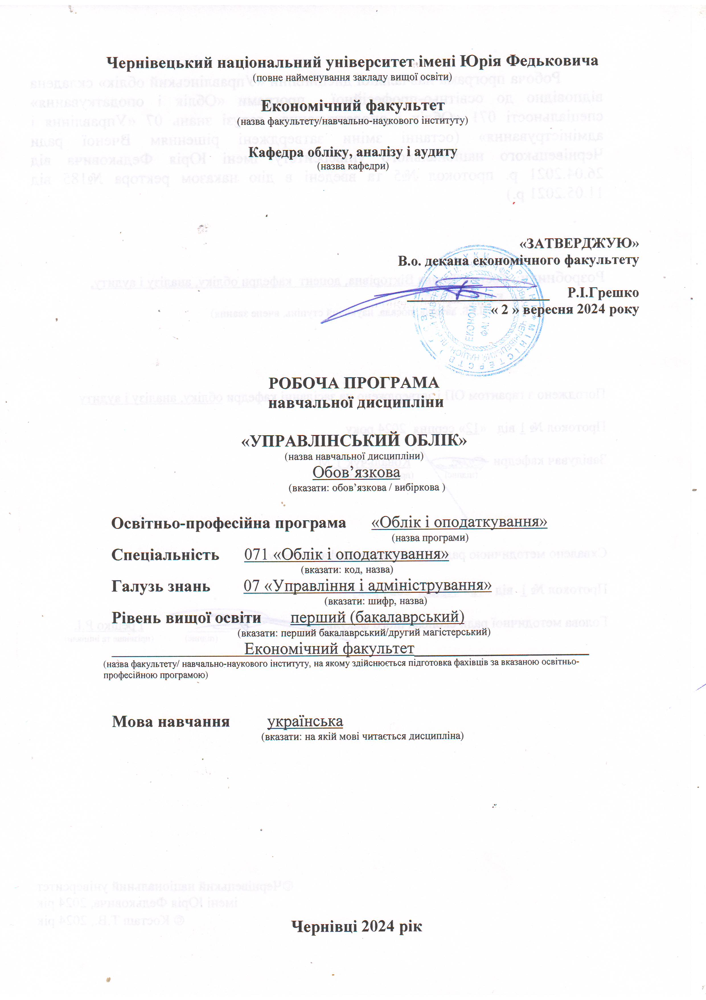 Чернівецький національний університет імені Юрія Федьковича
(повне найменування закладу вищої освіти)
Економічний факультет
(назва факультету/навчально-наукового інституту)
Кафедра обліку, аналізу і аудиту
(назва кафедри)
«ЗАТВЕРДЖУЮ»
В.о. декана економічного факультету
Р.І.Грешко
« 2 » вересня 2024 року
ЕКОНОМІЧНИЙ
ФАКУЛЬТЕТ
РОБОЧА ПРОГРАМА
навчальної дисципліни
«УПРАВЛІНСЬКИЙ ОБЛІК»
(назва навчальної дисципліни)
Обов’язкова
(вказати: обов’язкова / вибіркова )
Освітньо-професійна програма «Облік і оподаткування»
(назва програми)
Спеціальність 071 «Облік і оподаткування»
(вказати: код, назва)
Галузь знань 07 «Управління і адміністрування»
(вказати: шифр, назва)
Рівень вищої освіти перший (бакалаврський)
(вказати: перший бакалаврський/другий магістерський)
Економічний факультет
(назва факультету/ навчально-наукового інституту, на якому здійснюється підготовка фахівців за вказаною освітньо-
професійною програмою)
Мова навчання українська
(вказати: на якій мові читається дисципліна)
Чернівці 2024 рік